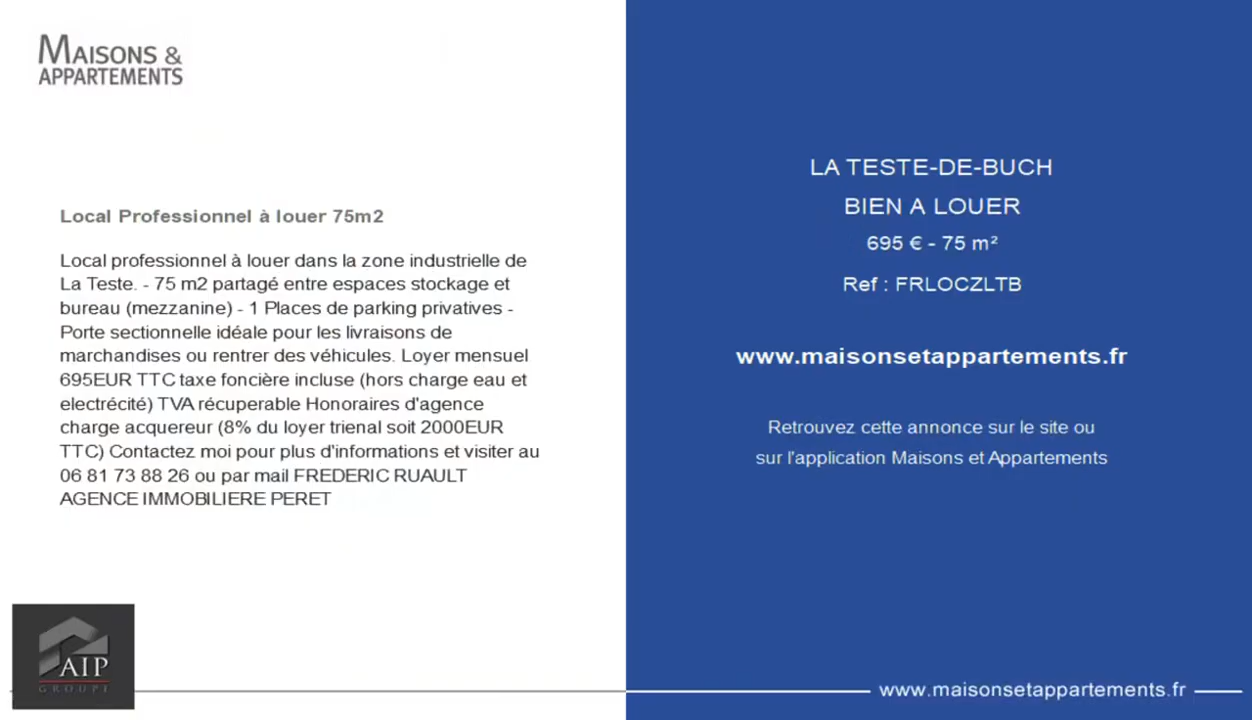 MAISONS &
APPARTEMENTS
Local Professionnel à louer 75m2
Local professionnel à louer dans la zone industrielle de
La Teste. - 75 m2 partagé entre espaces stockage et
bureau (mezzanine) - 1 Places de parking privatives -
Porte sectionnelle idéale pour les livraisons de
marchandises ou rentrer des véhicules. Loyer mensuel
695EUR TTC taxe foncière incluse (hors charge eau et
electrécité) TVA récuperable Honoraires d'agence
charge acquereur (8% du loyer trienal soit 2000EUR
TTC) Contactez moi pour plus d'informations et visiter au
06 81 73 88 26 ou par mail FREDERIC RUAULT
AGENCE IMMOBILIERE PERET
AIP
GROUPE
LA TESTE-DE-BUCH
BIEN A LOUER
695 € - 75 m²
Ref : FRLOCZLTB
www.maisonsetappartements.fr
Retrouvez cette annonce sur le site ou
sur l'application Maisons et Appartements
www.maisonsetappartements.fr